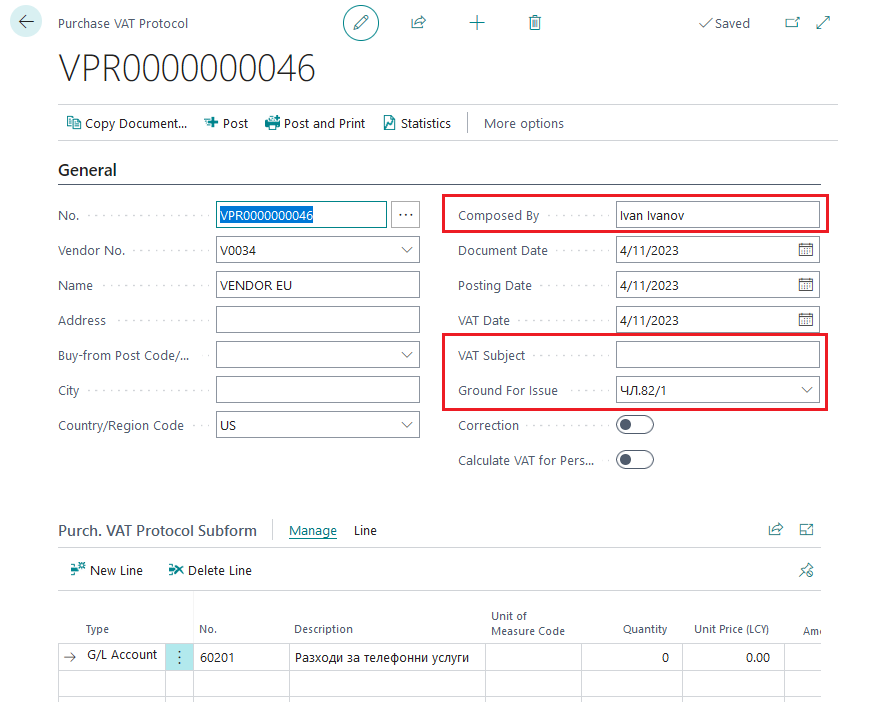 Purchase VAT Protocol
Saved
VPR0000000046
Copy Document...
Post
Post and Print
Statistics
More options
General
No.
VPR0000000046
Vendor No.
V0034
Name
VENDOR EU
Address
Buy-from Post Code/...
City
Country/Region Code
US
Composed By
Ivan Ivanov
Document Date
4/11/2023
Posting Date
4/11/2023
VAT Date
4/11/2023
VAT Subject
Ground For Issue
ЧЛ.82/1
Correction
Calculate VAT for Pers...
Purch. VAT Protocol Subform
Manage
Line
New Line
Delete Line
Type
No.
Description
Unit of
Measure Code
Quantity
Unit Price (LCY)
Am
G/L Account
60201
Разходи за телефонни услуги
0
0.00